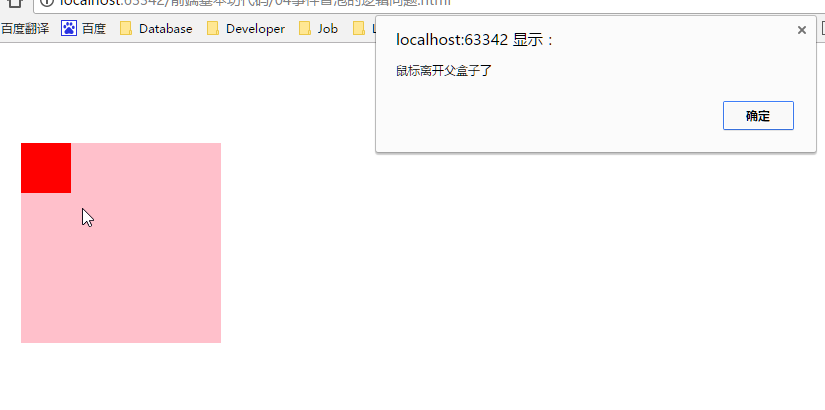 localhost:63342/前端基本功代码/04事件冒泡的逻辑问题.html
百度翻译 百度 Database Developer Job
localhost:63342 显示：
鼠标离开父盒子了
确定